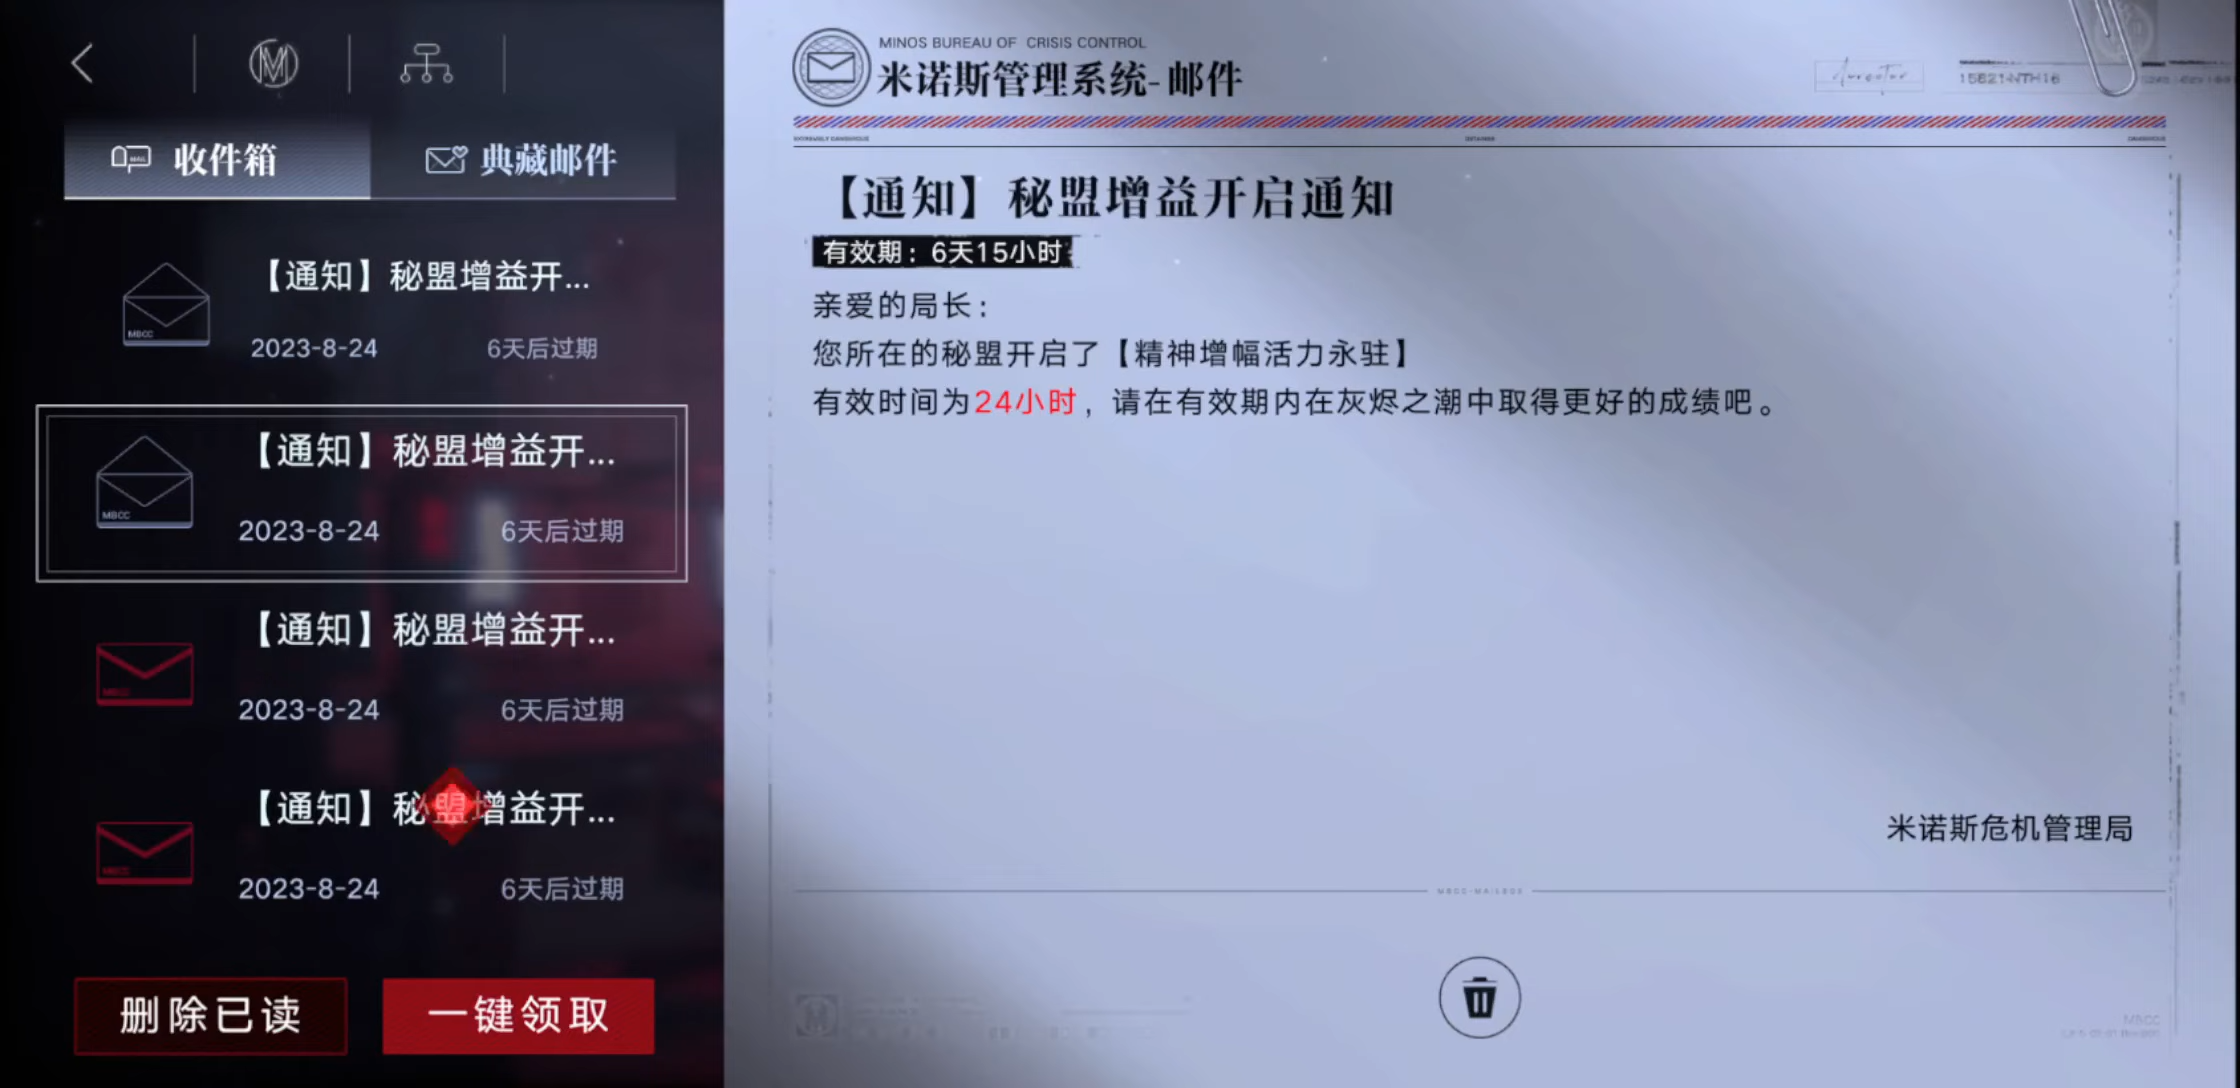 收件箱
典藏邮件
【通知】秘盟增益开...
2023-8-24 6天后过期
【通知】秘盟增益开...
MBCC
2023-8-24 6天后过期
【通知】秘盟增益开...
2023-8-24 6天后过期
【通知】秘盟增益开...
2023-8-24 6天后过期
删除已读
一键领取
MINOS BUREAU OF CRISIS CONTROL
米诺斯管理系统-邮件
director
15821-NTH16
【通知】秘盟增益开启通知
有效期：6天15小时
亲爱的局长：
您所在的秘盟开启了【精神增幅活力永驻】
有效时间为24小时，请在有效期内在灰烬之潮中取得更好的成绩吧。
米诺斯危机管理局
MBCC-MAILBOX
MBCC